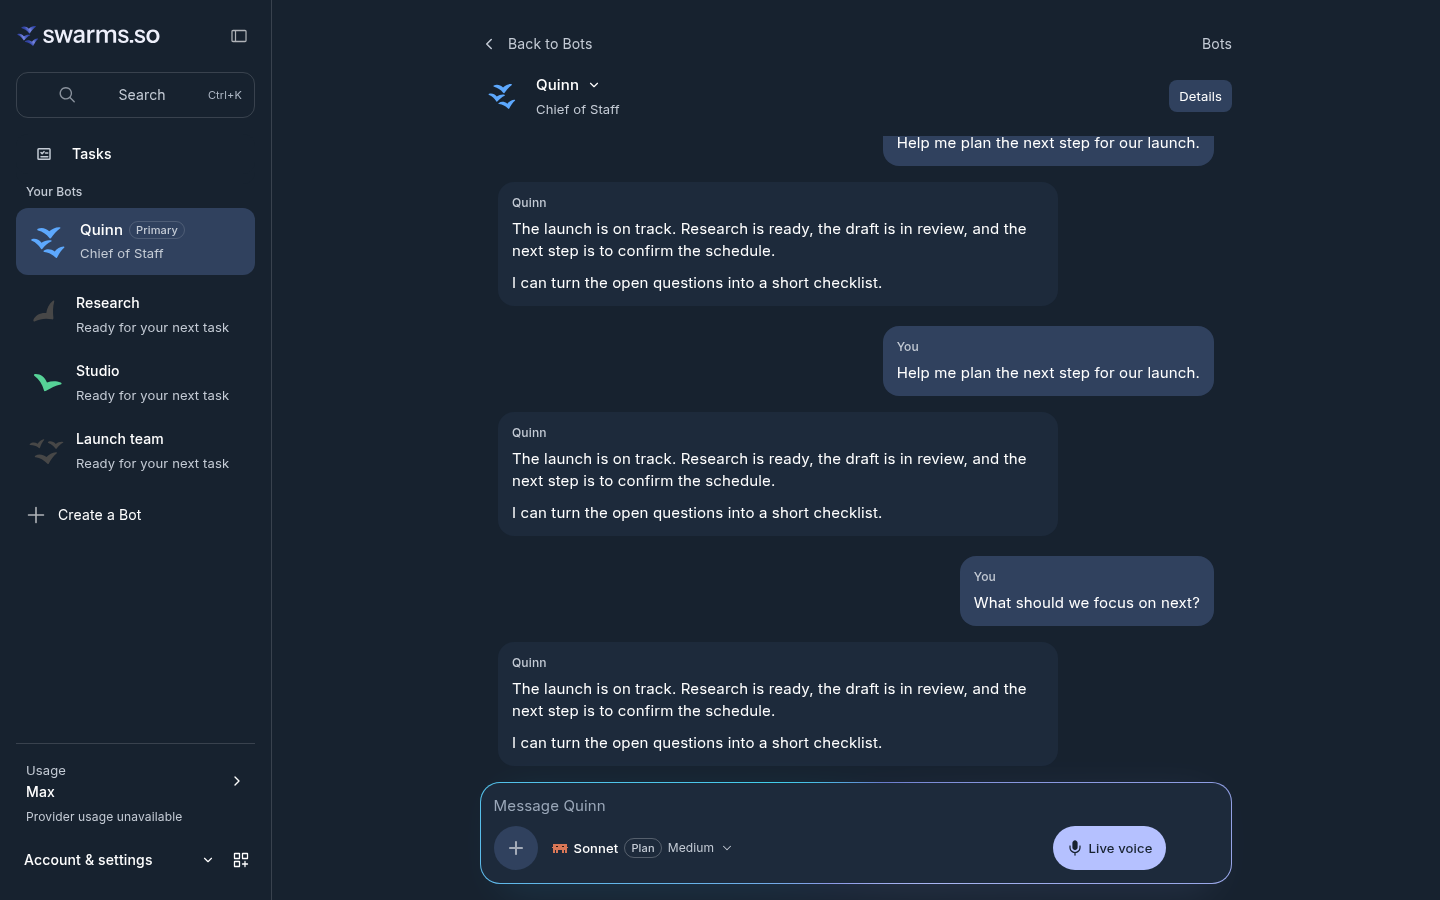 swarms.so
Search Ctrl+K
Tasks
Your Bots
Quinn Primary
Chief of Staff
Research
Ready for your next task
Studio
Ready for your next task
Launch team
Ready for your next task
Create a Bot
Usage
Max
Provider usage unavailable
Account & settings
Back to Bots
Bots
Quinn
Chief of Staff
Details
Help me plan the next step for our launch.
Quinn
The launch is on track. Research is ready, the draft is in review, and the
next step is to confirm the schedule.
I can turn the open questions into a short checklist.
You
Help me plan the next step for our launch.
Quinn
The launch is on track. Research is ready, the draft is in review, and the
next step is to confirm the schedule.
I can turn the open questions into a short checklist.
You
What should we focus on next?
Quinn
The launch is on track. Research is ready, the draft is in review, and the
next step is to confirm the schedule.
I can turn the open questions into a short checklist.
Message Quinn
Sonnet Plan Medium
Live voice